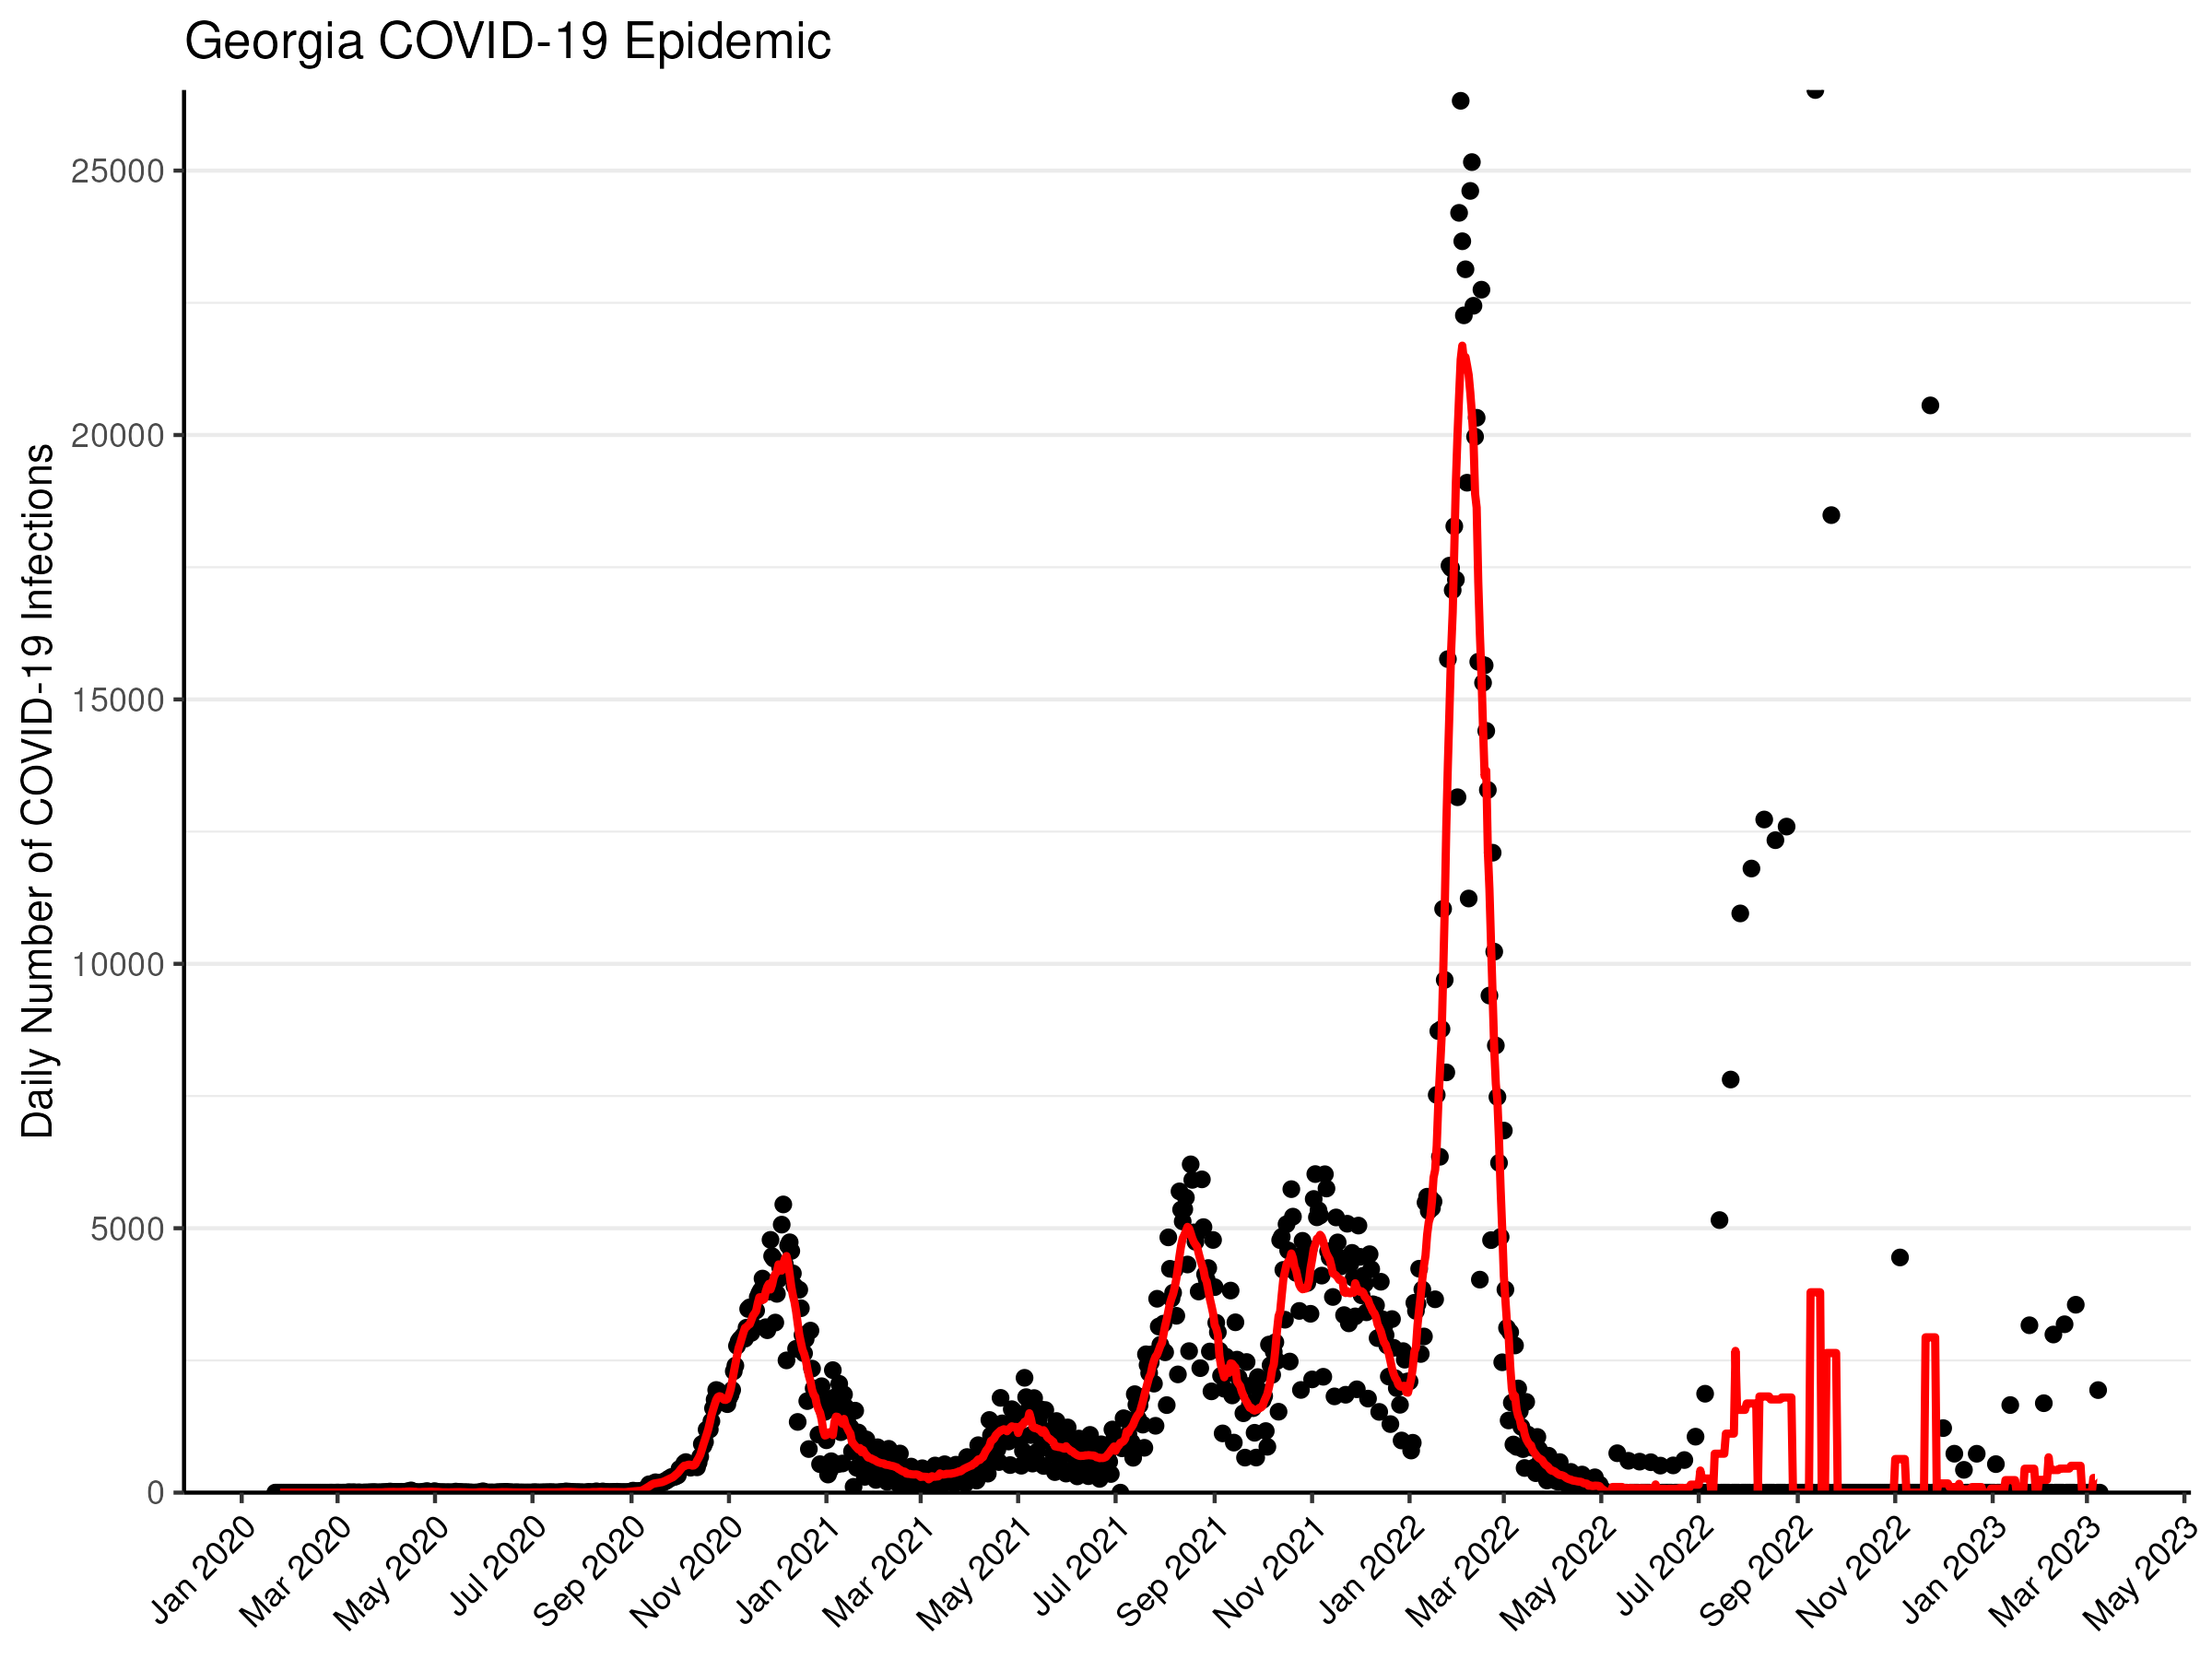 Georgia COVID-19 Epidemic
Daily Number of COVID-19 Infections
25000
20000
15000
10000
5000
0
Jan 2020
Mar 2020
May 2020
Jul 2020
Sep 2020
Nov 2020
Jan 2021
Mar 2021
May 2021
Jul 2021
Sep 2021
Nov 2021
Jan 2022
Mar 2022
May 2022
Jul 2022
Sep 2022
Nov 2022
Jan 2023
Mar 2023
May 2023